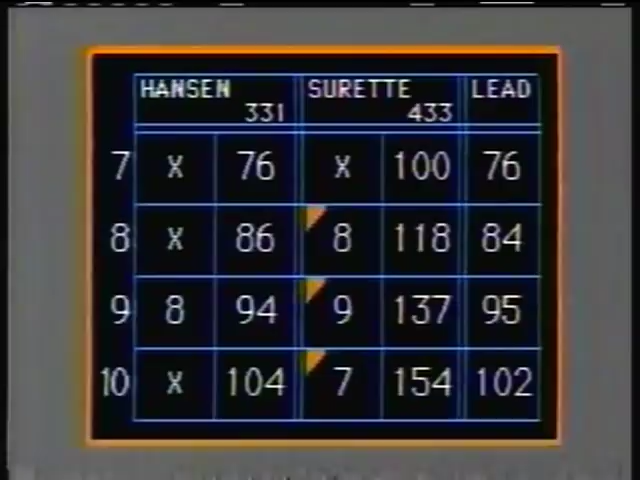 HANSEN SURETTE LEAD
331 433
7 X 76 X 100 76
8 X 86 8 118 84
9 8 94 9 137 95
10 X 104 7 154 102